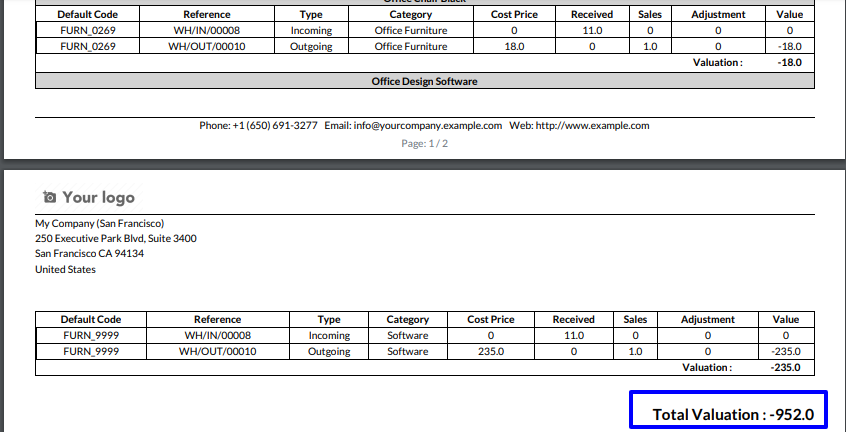 Office Chair Black
Default Code Reference Type Category Cost Price Received Sales Adjustment Value
FURN_0269 WH/IN/00008 Incoming Office Furniture 0 11.0 0 0 0
FURN_0269 WH/OUT/00010 Outgoing Office Furniture 18.0 0 1.0 0 -18.0
Valuation : -18.0
Office Design Software
Phone: +1 (650) 691-3277 Email: info@yourcompany.example.com Web: http://www.example.com
Page: 1 / 2
Your logo
My Company (San Francisco)
250 Executive Park Blvd, Suite 3400
San Francisco CA 94134
United States
Default Code Reference Type Category Cost Price Received Sales Adjustment Value
FURN_9999 WH/IN/00008 Incoming Software 0 11.0 0 0 0
FURN_9999 WH/OUT/00010 Outgoing Software 235.0 0 1.0 0 -235.0
Valuation : -235.0
Total Valuation : -952.0